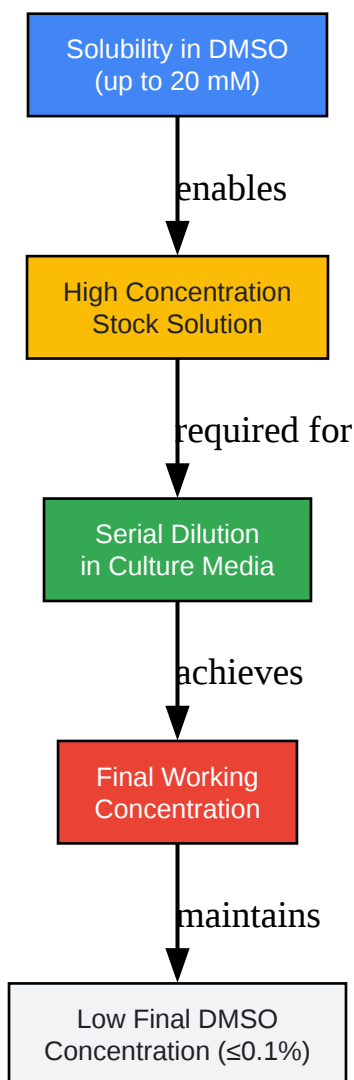 Solubility in DMSO
(up to 20 mM)
enables
High Concentration
Stock Solution
required for
Serial Dilution
in Culture Media
achieves
Final Working
Concentration
maintains
Low Final DMSO
Concentration (≤0.1%)